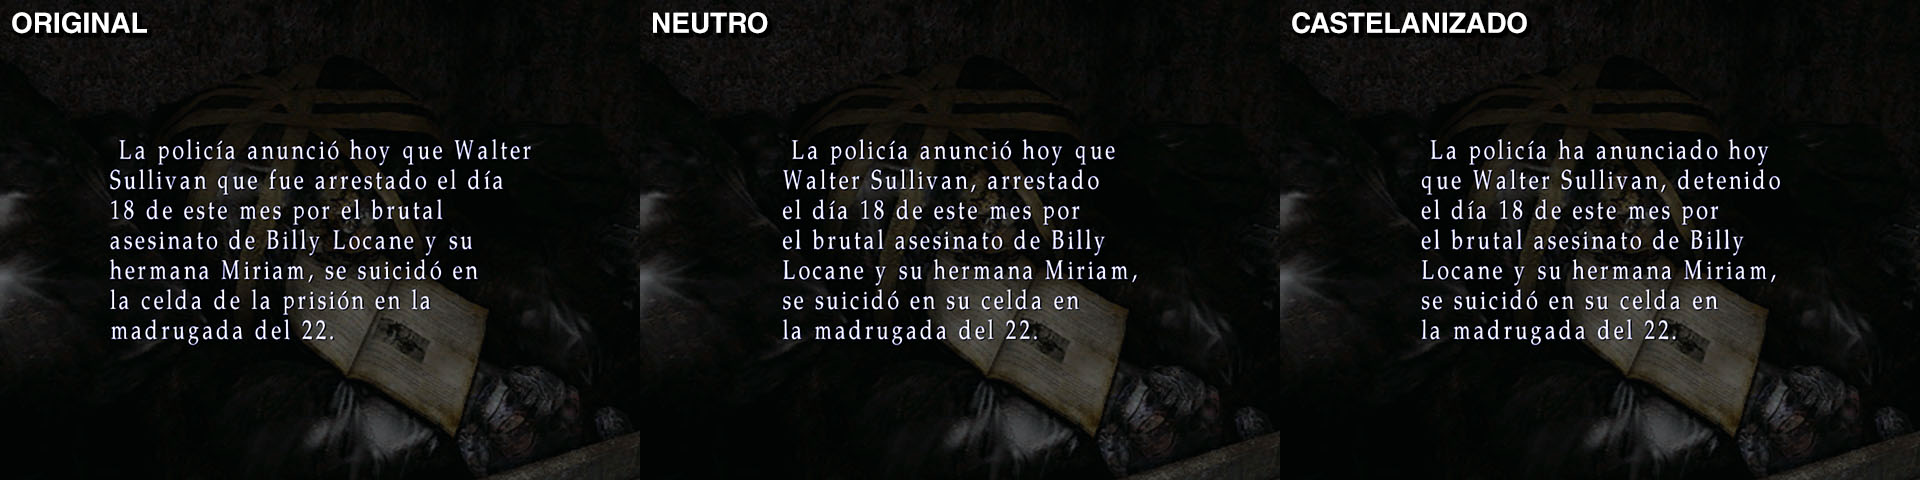 ORIGINAL
La policía anunció hoy que Walter
Sullivan que fue arrestado el día
18 de este mes por el brutal
asesinato de Billy Locane y su
hermana Miriam, se suicidó en
la celda de la prisión en la
madrugada del 22.
NEUTRO
La policía anunció hoy que
Walter Sullivan, arrestado
el día 18 de este mes por
el brutal asesinato de Billy
Locane y su hermana Miriam,
se suicidó en su celda en
la madrugada del 22.
CASTELANIZADO
La policía ha anunciado hoy
que Walter Sullivan, detenido
el día 18 de este mes por
el brutal asesinato de Billy
Locane y su hermana Miriam,
se suicidó en su celda en
la madrugada del 22.